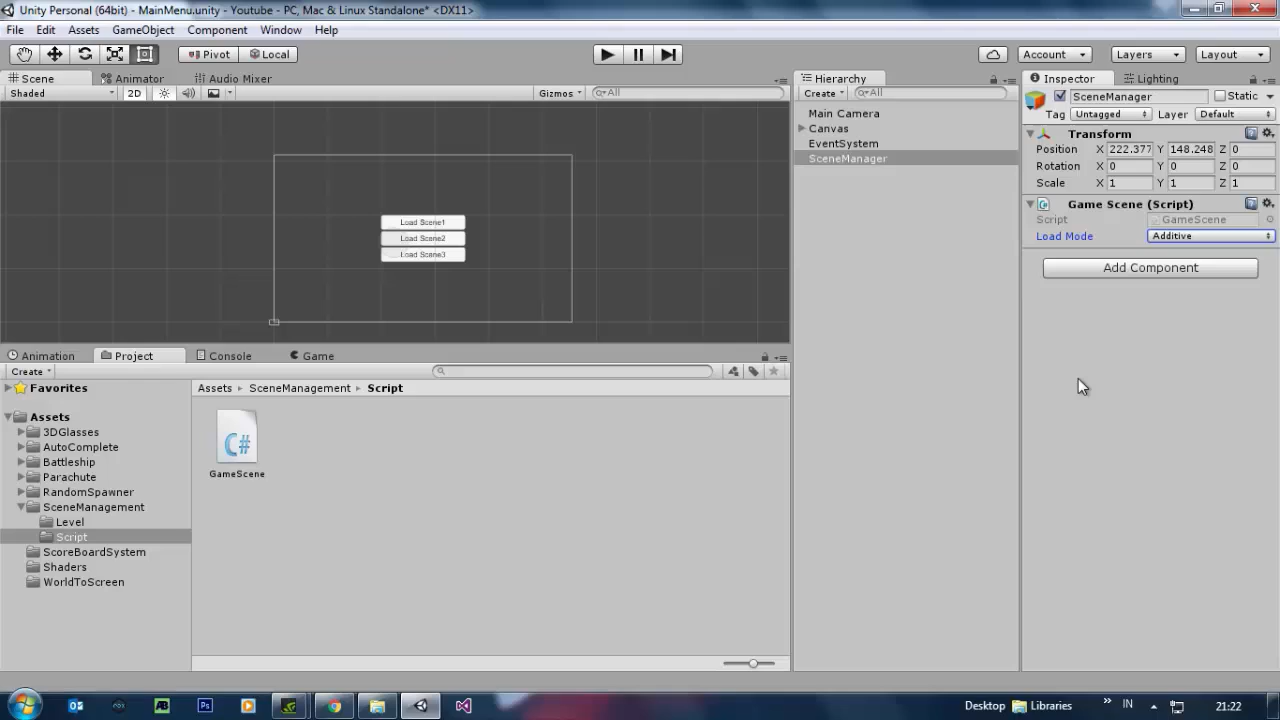 Unity Personal (64bit) - MainMenu.unity - Youtube - PC, Mac & Linux Standalone* <DX11>
File Edit Assets GameObject Component Window Help
Pivot Local Account Layers Layout
Scene Animator Audio Mixer Hierarchy Inspector Lighting
Shaded 2D Gizmos All Create All SceneManager Static
Tag Untagged Layer Default
Main Camera
Canvas
EventSystem
SceneManager
Transform
Position X 222.377 Y 148.248 Z 0
Rotation X 0 Y 0 Z 0
Scale X 1 Y 1 Z 1
Game Scene (Script)
Script GameScene
Load Mode Additive
Add Component
Load Scene1
Load Scene2
Load Scene3
Animation Project Console Game
Create
Favorites
Assets
3DGlasses
AutoComplete
Battleship
Parachute
RandomSpawner
SceneManagement
Level
Script
ScoreBoardSystem
Shaders
WorldToScreen
Assets SceneManagement Script
C#
GameScene
Ps AB Desktop Libraries IN 21:22